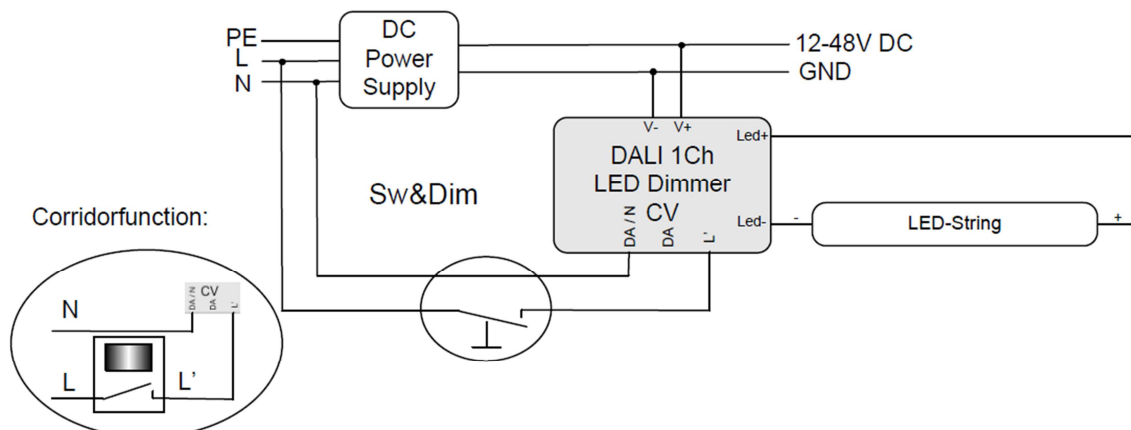 PE
L
N
DC
Power
Supply
12-48V DC
GND
V-
V+
Led+
DALI 1Ch
LED Dimmer
CV
DA / N
DA
L'
Led-
-
LED-String
+
Sw&Dim
Corridorfunction:
N
CV
DA / N
DA
L'
L
L'